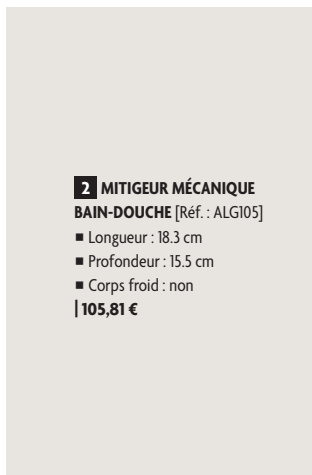 2 MITIGEUR MÉCANIQUE
BAIN-DOUCHE [Réf. : ALG105]
■ Longueur : 18.3 cm
■ Profondeur : 15.5 cm
■ Corps froid : non
| 105,81 €